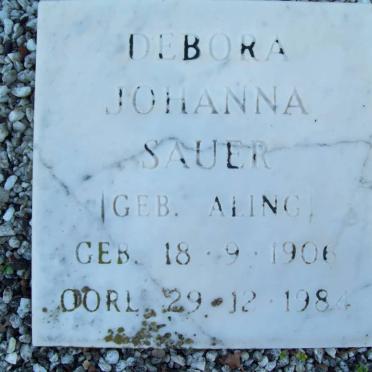 DEBORA
JOHANNA
SAUER
(GEB. ALING)
GEB. 18 · 9 · 1906
OORL. 29 · 12 · 1984